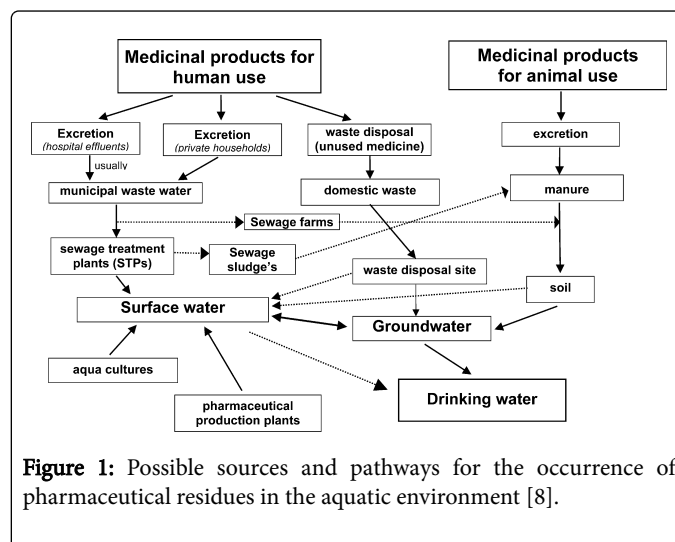 Medicinal products for
human use
Medicinal products
for animal use
Excretion
(hospital effluents)
Excretion
(private households)
waste disposal
(unused medicine)
excretion
usually
municipal waste water
domestic waste
manure
Sewage farms
sewage treatment
plants (STPs)
Sewage
sludge's
waste disposal site
soil
Surface water
Groundwater
aqua cultures
Drinking water
pharmaceutical
production plants
Figure 1: Possible sources and pathways for the occurrence of
pharmaceutical residues in the aquatic environment [8].